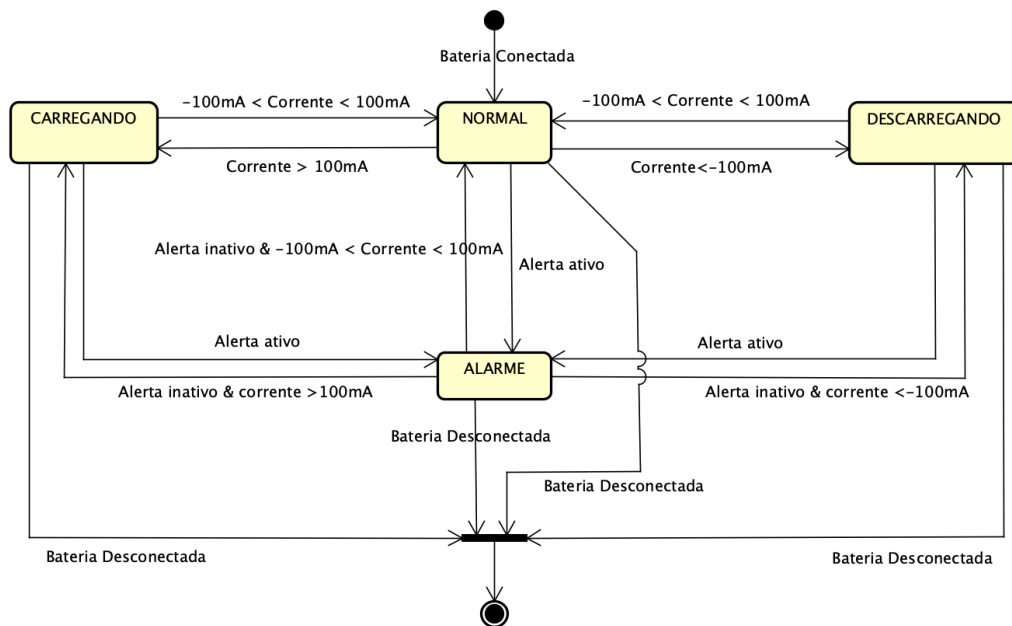 Bateria Conectada
-100mA < Corrente < 100mA
-100mA < Corrente < 100mA
CARREGANDO
NORMAL
DESCARREGANDO
Corrente > 100mA
Corrente<-100mA
Alerta inativo & -100mA < Corrente < 100mA
Alerta ativo
Alerta ativo
Alerta ativo
ALARME
Alerta inativo & corrente >100mA
Alerta inativo & corrente <-100mA
Bateria Desconectada
Bateria Desconectada
Bateria Desconectada
Bateria Desconectada